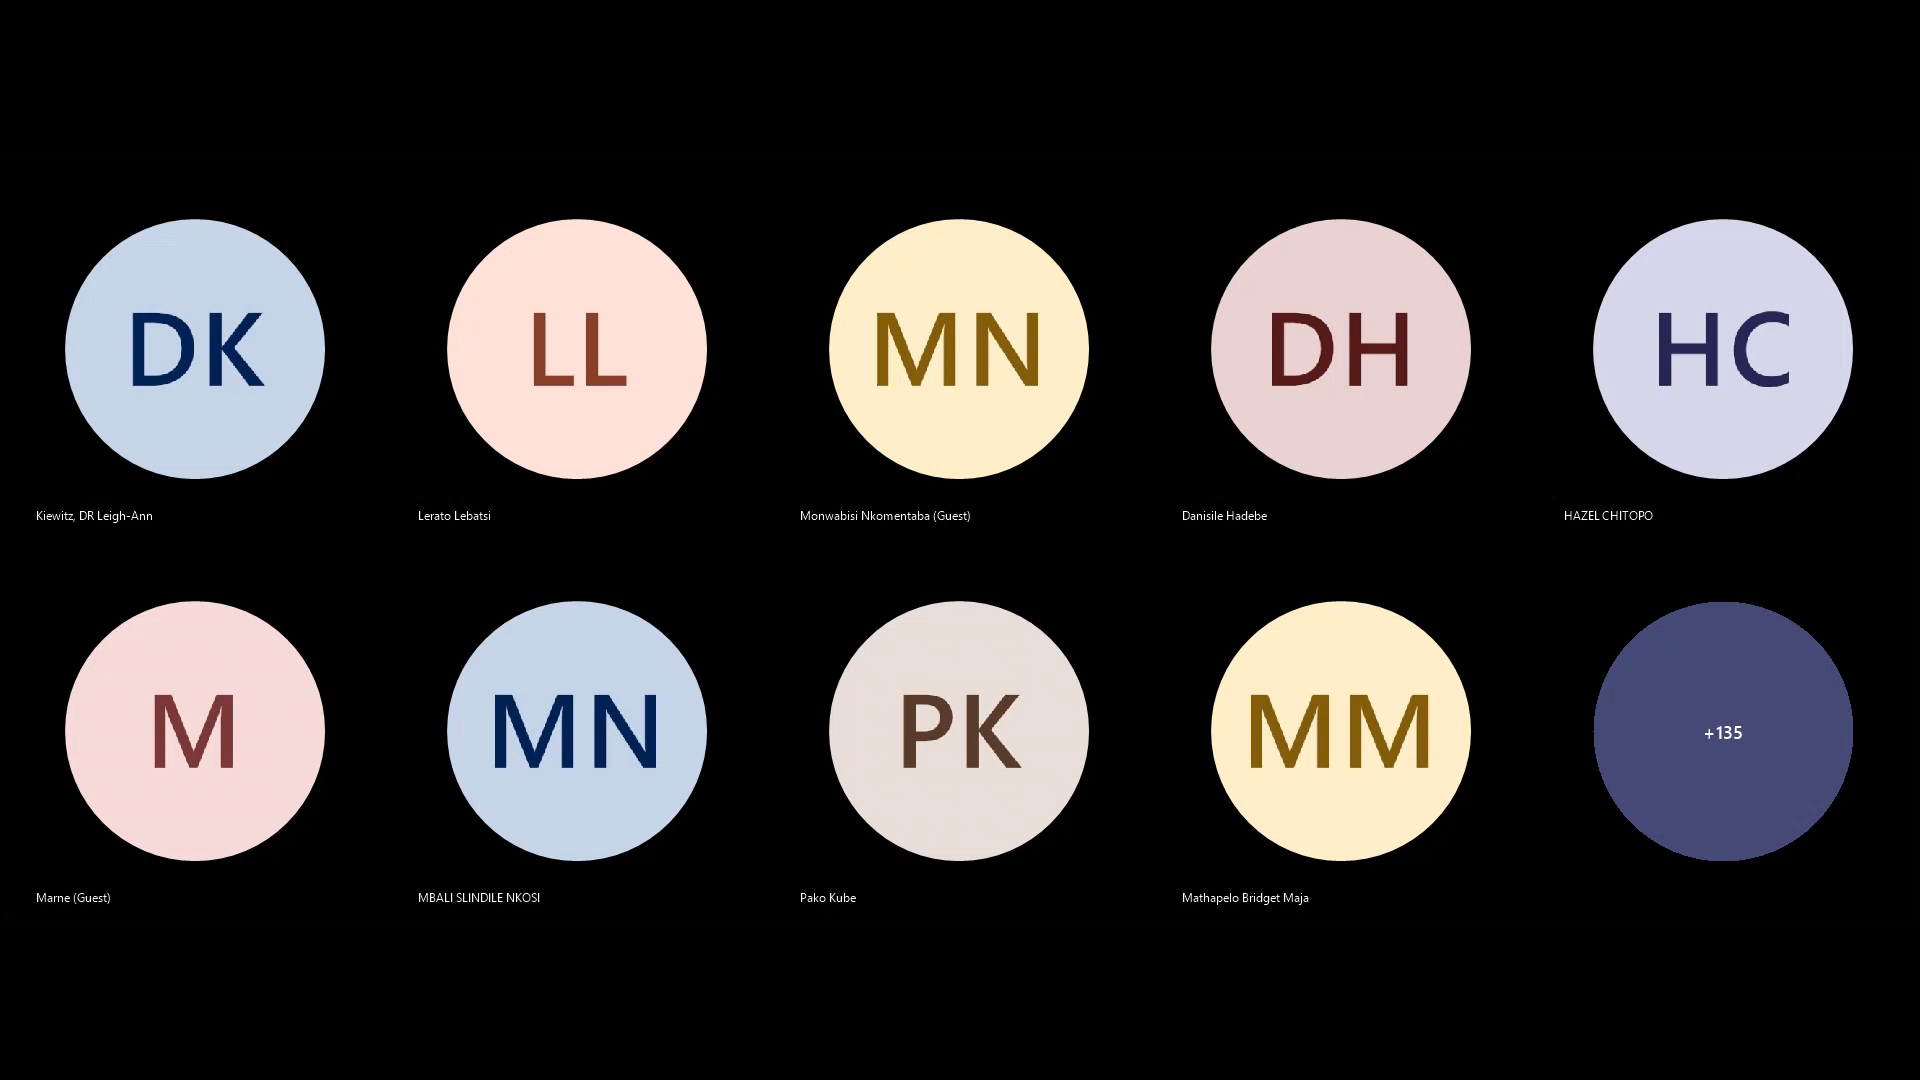 DK
LL
MN
DH
HC
Kiewitz, DR Leigh-Ann
Lerato Lebatsi
Monwabisi Nkomentaba (Guest)
Danisile Hadebe
HAZEL CHITOPO
M
MN
PK
MM
+135
Marne (Guest)
MBALI SLINDILE NKOSI
Pako Kube
Mathapelo Bridget Maja